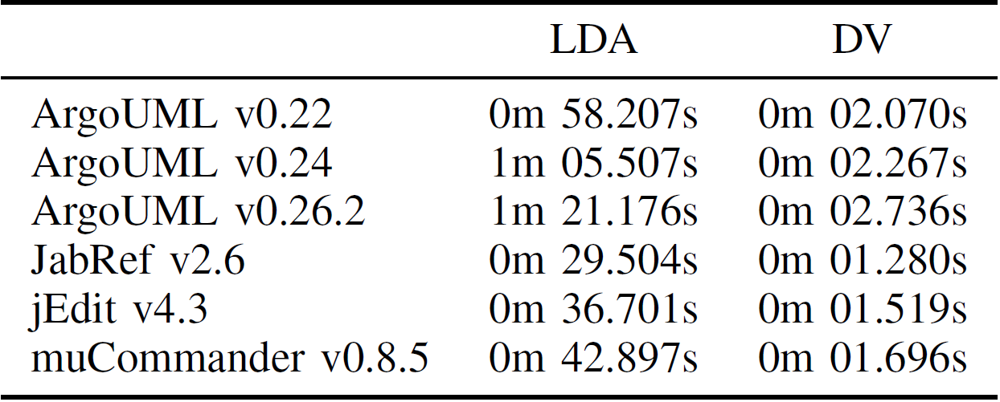 LDA DV
ArgoUML v0.22 0m 58.207s 0m 02.070s
ArgoUML v0.24 1m 05.507s 0m 02.267s
ArgoUML v0.26.2 1m 21.176s 0m 02.736s
JabRef v2.6 0m 29.504s 0m 01.280s
jEdit v4.3 0m 36.701s 0m 01.519s
muCommander v0.8.5 0m 42.897s 0m 01.696s